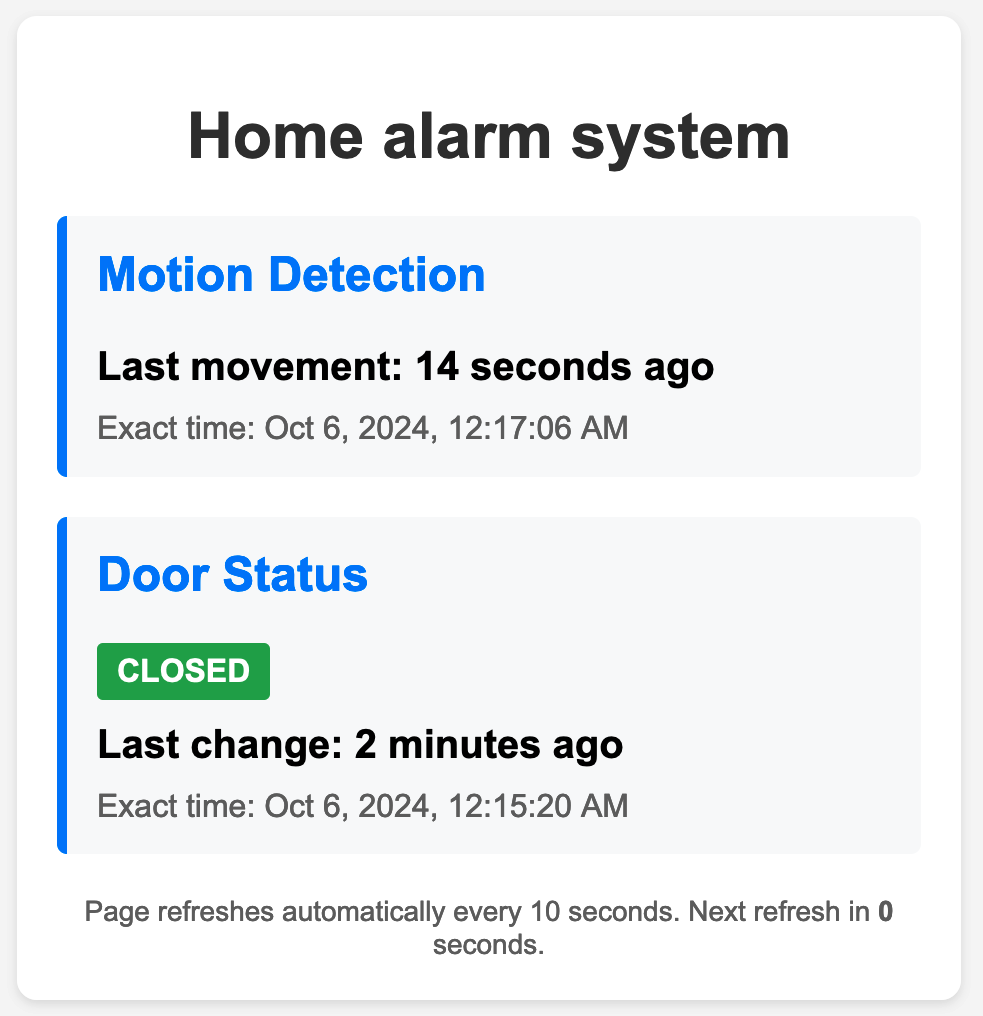 Home alarm system
Motion Detection
Last movement: 14 seconds ago
Exact time: Oct 6, 2024, 12:17:06 AM
Door Status
CLOSED
Last change: 2 minutes ago
Exact time: Oct 6, 2024, 12:15:20 AM
Page refreshes automatically every 10 seconds. Next refresh in 0
seconds.